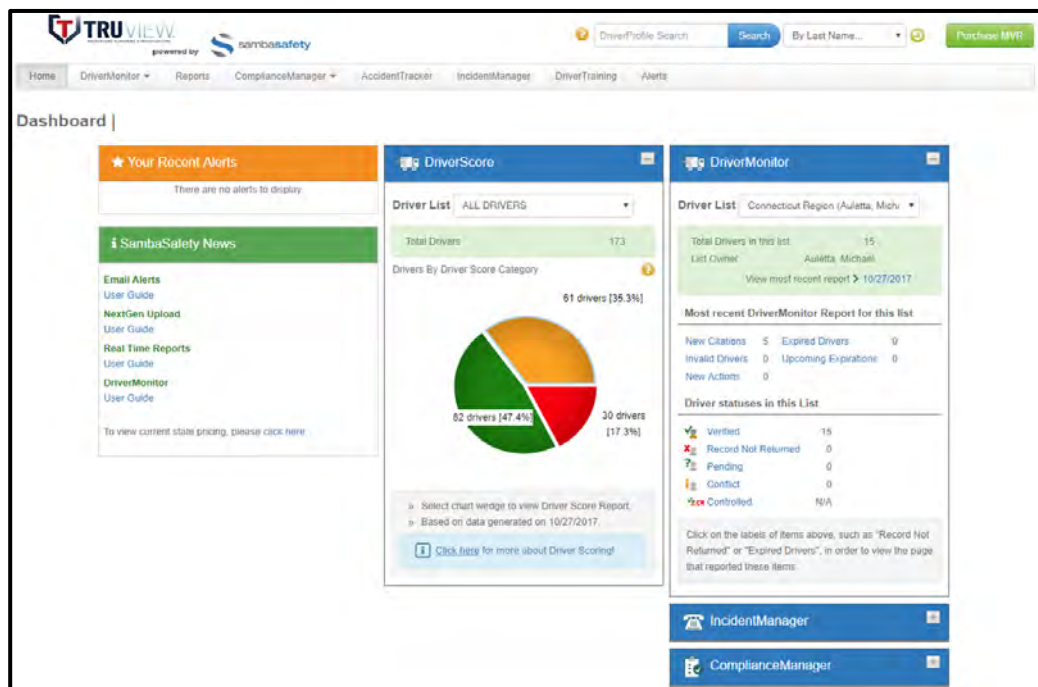 TRUVIEW
powered by sambasafety
DriverProfile Search
Search
By Last Name...
Purchase MVR
Home DriverMonitor Reports ComplianceManager AccidentTracker IncidentManager DriverTraining Alerts
Dashboard |
Your Recent Alerts
There are no alerts to display
i SambaSafety News
Email Alerts
User Guide
NextGen Upload
User Guide
Real Time Reports
User Guide
DriverMonitor
User Guide
To view current state pricing, please click here
DriverScore
Driver List ALL DRIVERS
Total Drivers 173
Drivers By Driver Score Category
61 drivers [35.3%]
82 drivers [47.4%]
30 drivers
[17.3%]
» Select chart wedge to view Driver Score Report.
» Based on data generated on 10/27/2017.
i Click here for more about Driver Scoring!
DriverMonitor
Driver List Connecticut Region (Auletta, Micha
Total Drivers in this list 15
List Owner Auletta, Michael
View most recent report > 10/27/2017
Most recent DriverMonitor Report for this list
New Citations 5 Expired Drivers 0
Invalid Drivers 0 Upcoming Expirations 0
New Actions 0
Driver statuses in this List
Verified 15
Record Not Returned 0
Pending 0
Conflict 0
Controlled N/A
Click on the labels of items above, such as "Record Not
Returned" or "Expired Drivers", in order to view the page
that reported these items
IncidentManager
ComplianceManager